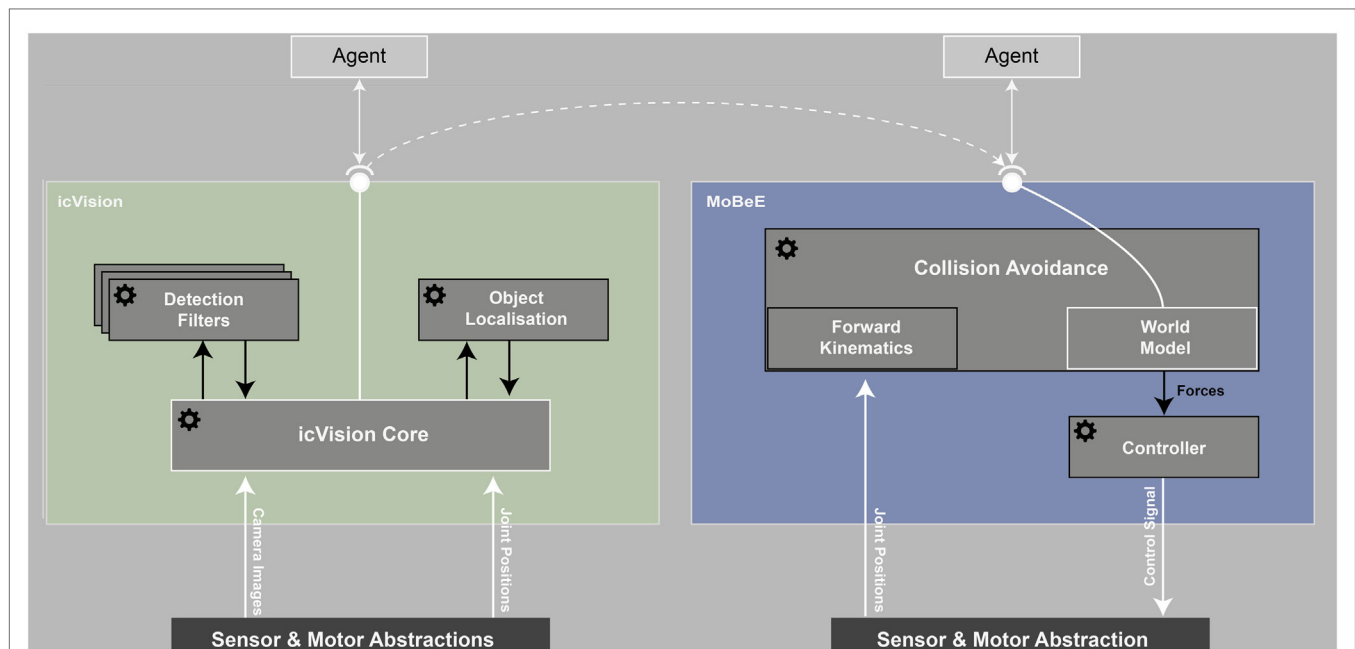 Agent
Agent
icVision
MoBeE
Collision Avoidance
Detection
Filters
Object
Localisation
Forward
Kinematics
World
Model
Forces
icVision Core
Controller
Camera Images
Joint Positions
Joint Positions
Control Signal
Sensor & Motor Abstractions
Sensor & Motor Abstraction